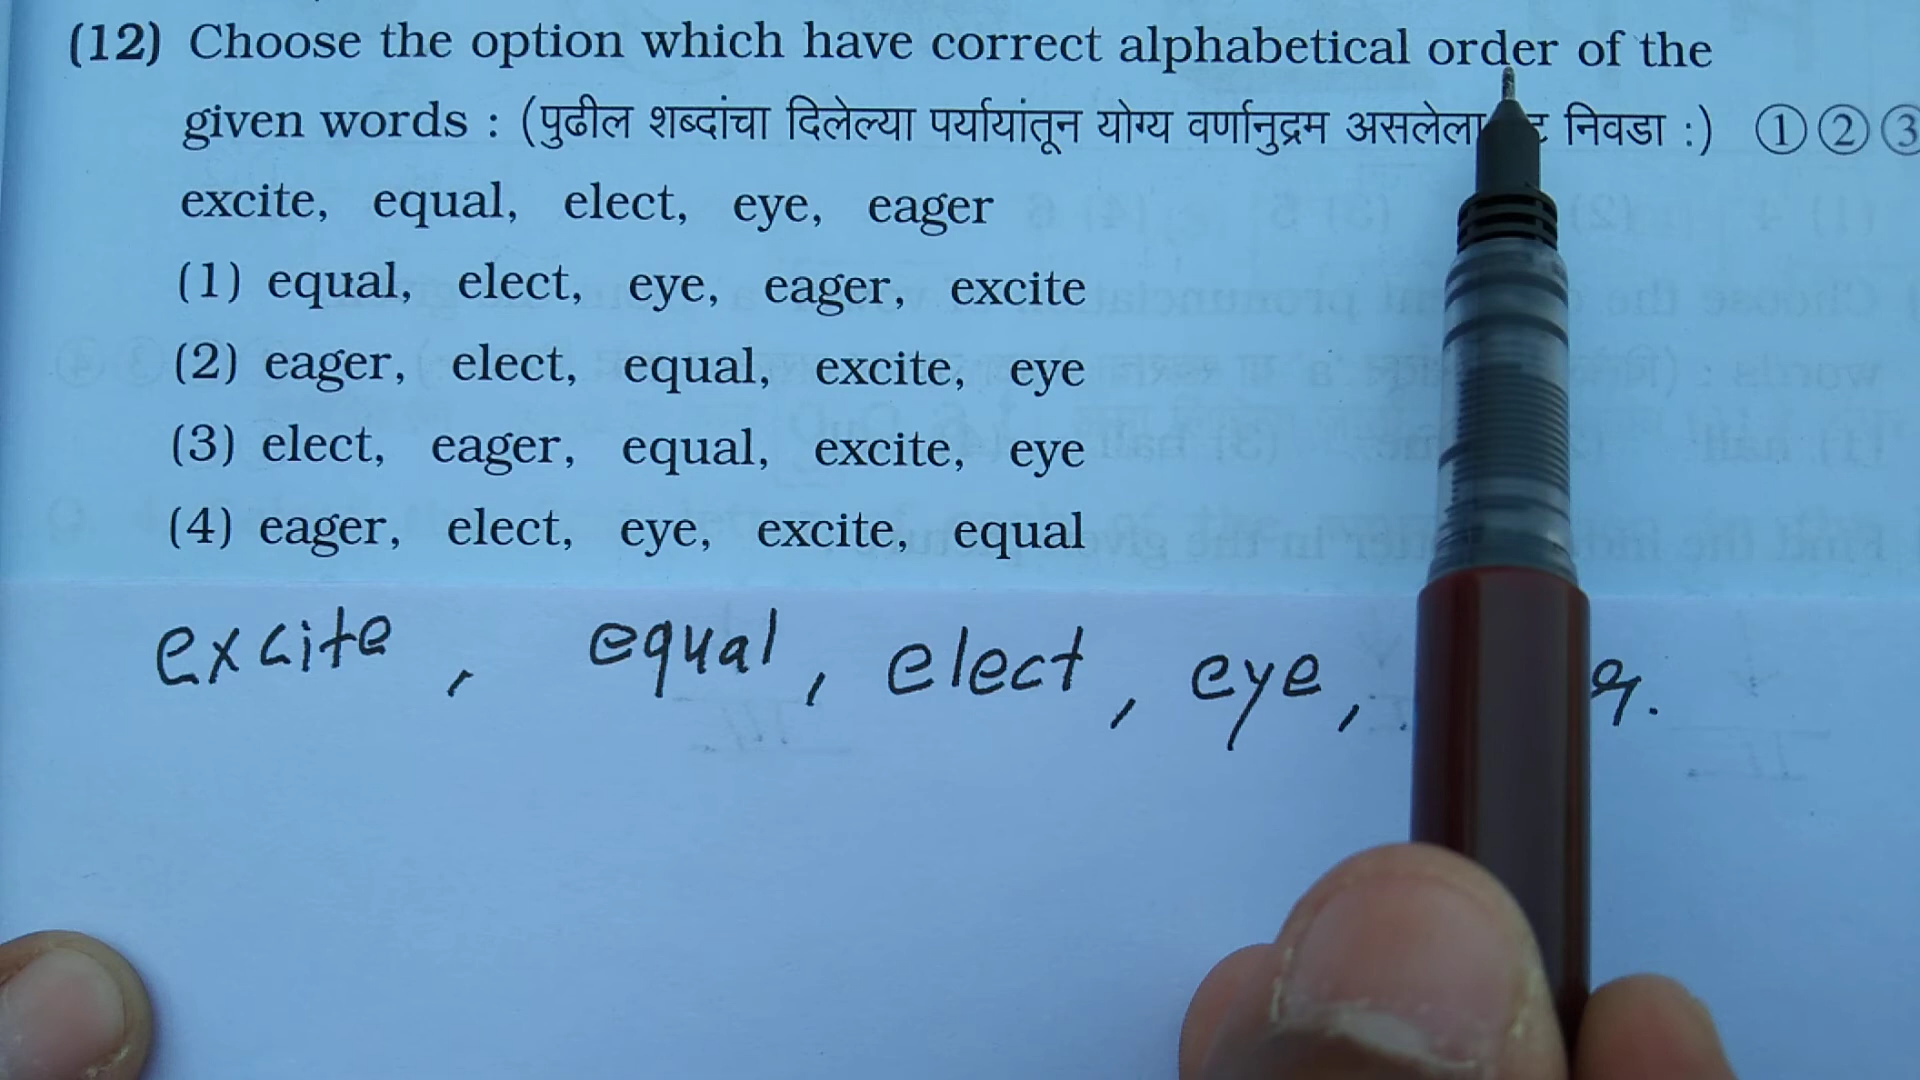 (12) Choose the option which have correct alphabetical order of the
given words : (पुढील शब्दांचा दिलेल्या पर्यायांतून योग्य वर्णानुद्रम असलेला निवडा :) ① ② ③
excite, equal, elect, eye, eager
(1) equal, elect, eye, eager, excite
(2) eager, elect, equal, excite, eye
(3) elect, eager, equal, excite, eye
(4) eager, elect, eye, excite, equal
excite, equal, elect, eye,